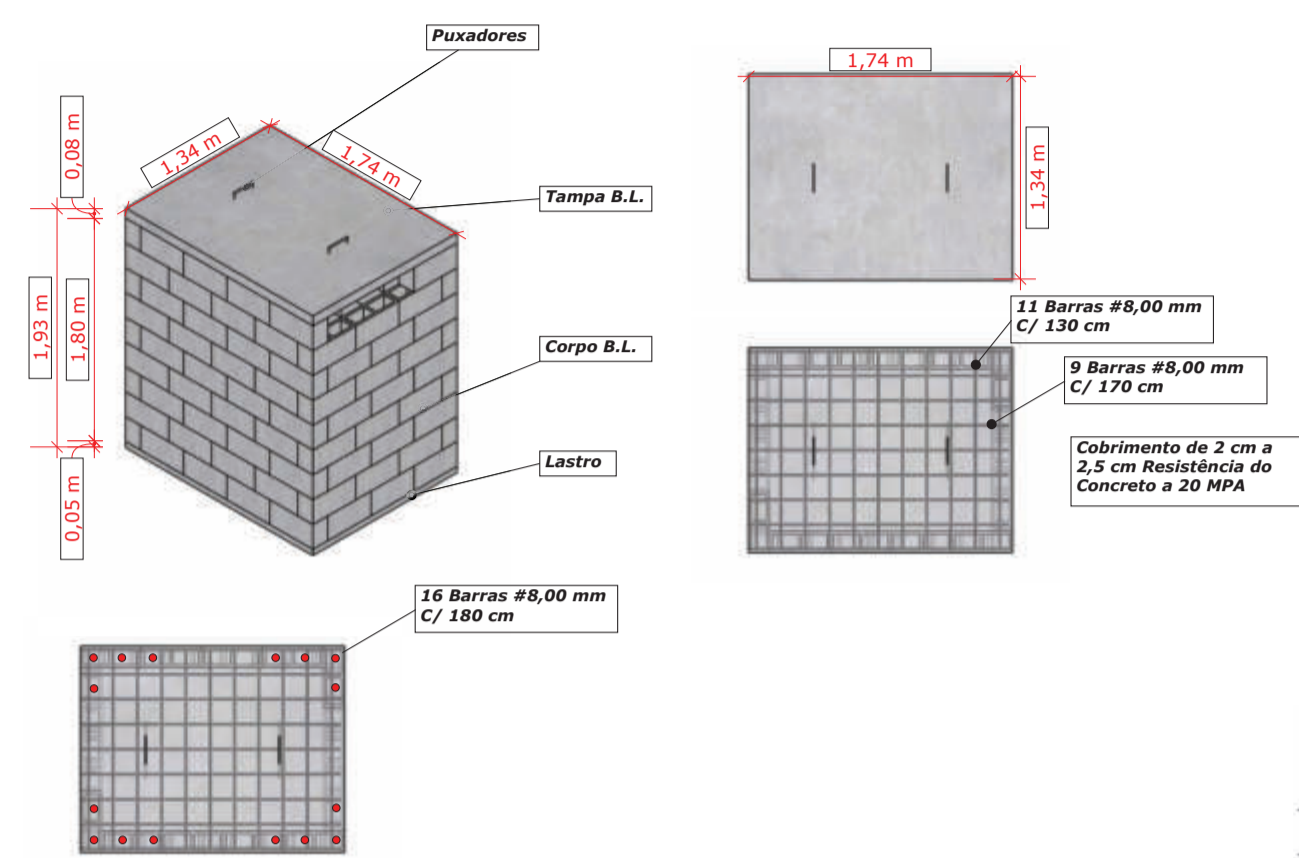 Puxadores
0,08 m
1,34 m
1,74 m
Tampa B.L.
1,93 m
1,80 m
Corpo B.L.
Lastro
0,05 m
1,74 m
1,34 m
11 Barras #8,00 mm
C/ 130 cm
9 Barras #8,00 mm
C/ 170 cm
Cobrimento de 2 cm a
2,5 cm Resistência do
Concreto a 20 MPA
16 Barras #8,00 mm
C/ 180 cm